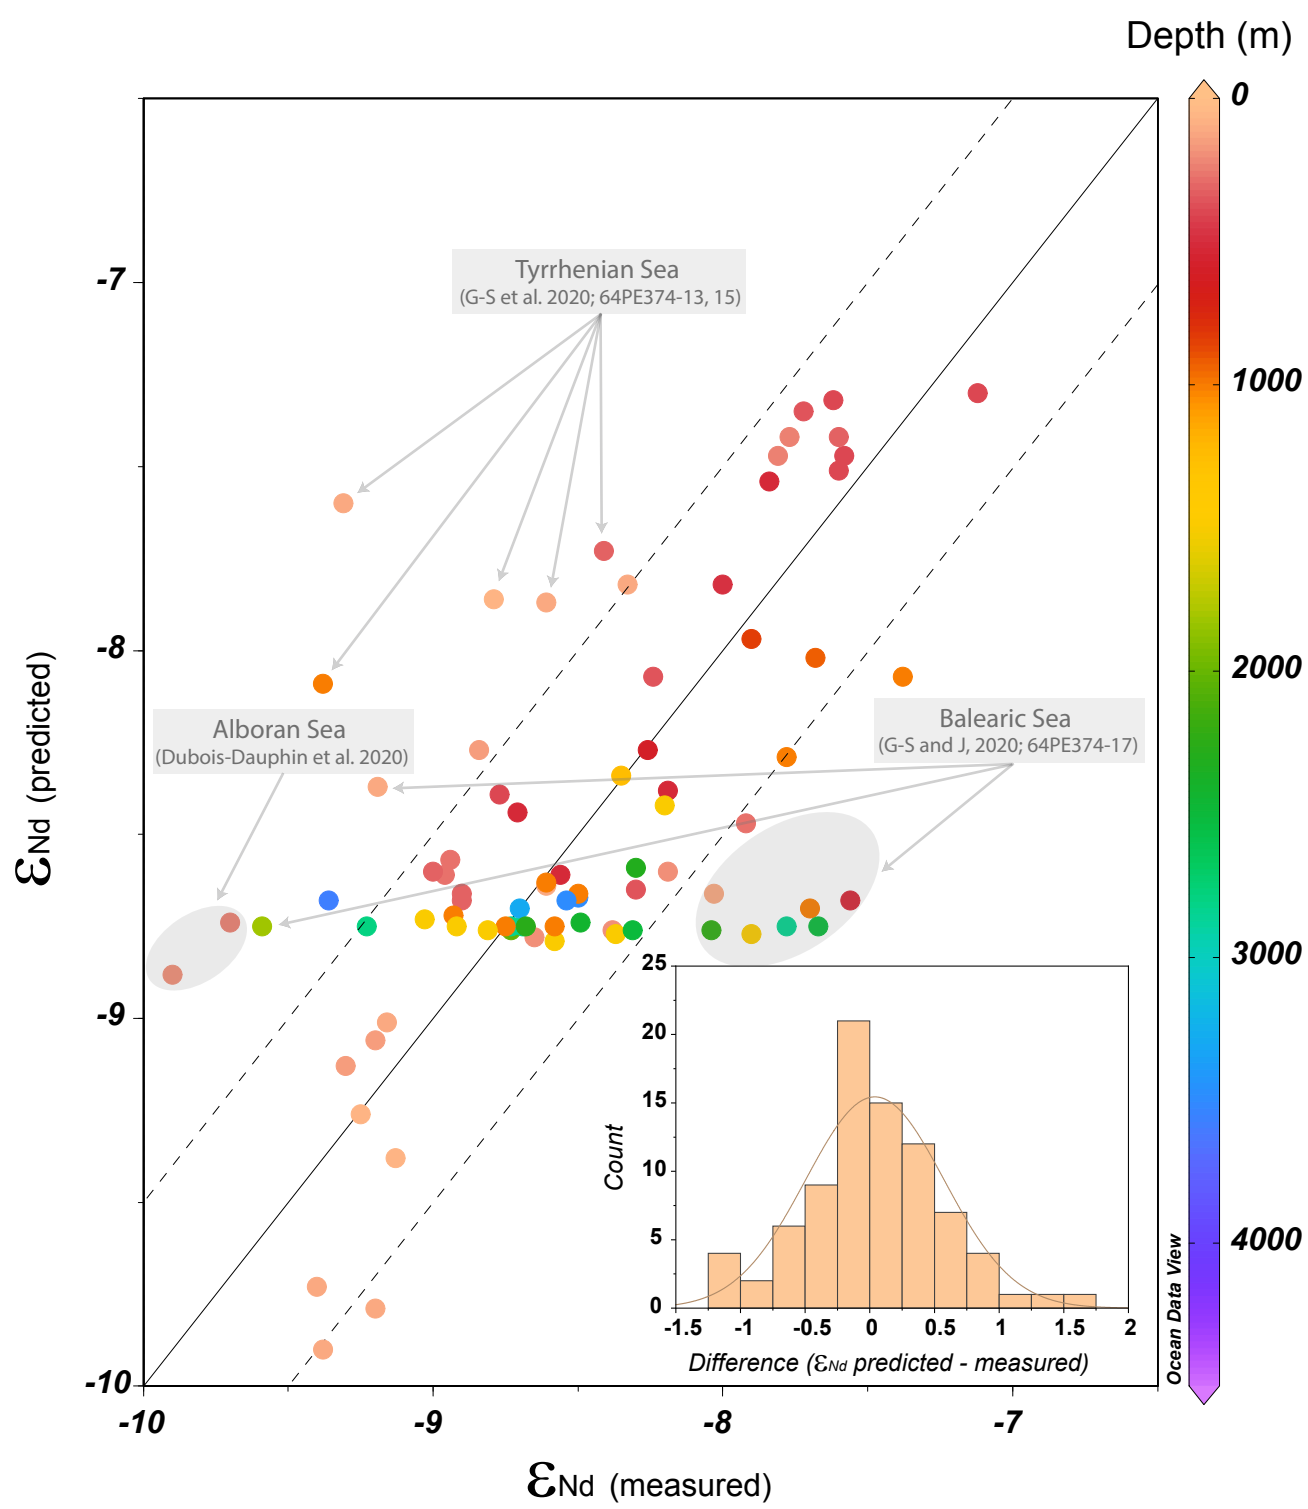 Depth (m)
0
1000
2000
3000
4000
Ocean Data View
-7
-8
-9
-10
εNd (predicted)
Tyrrhenian Sea
(G-S et al. 2020; 64PE374-13, 15)
Alboran Sea
(Dubois-Dauphin et al. 2020)
Balearic Sea
(G-S and J, 2020; 64PE374-17)
25
20
15
10
5
0
Count
-1.5 -1 -0.5 0 0.5 1 1.5 2
Difference (εNd predicted - measured)
-10 -9 -8 -7
εNd (measured)